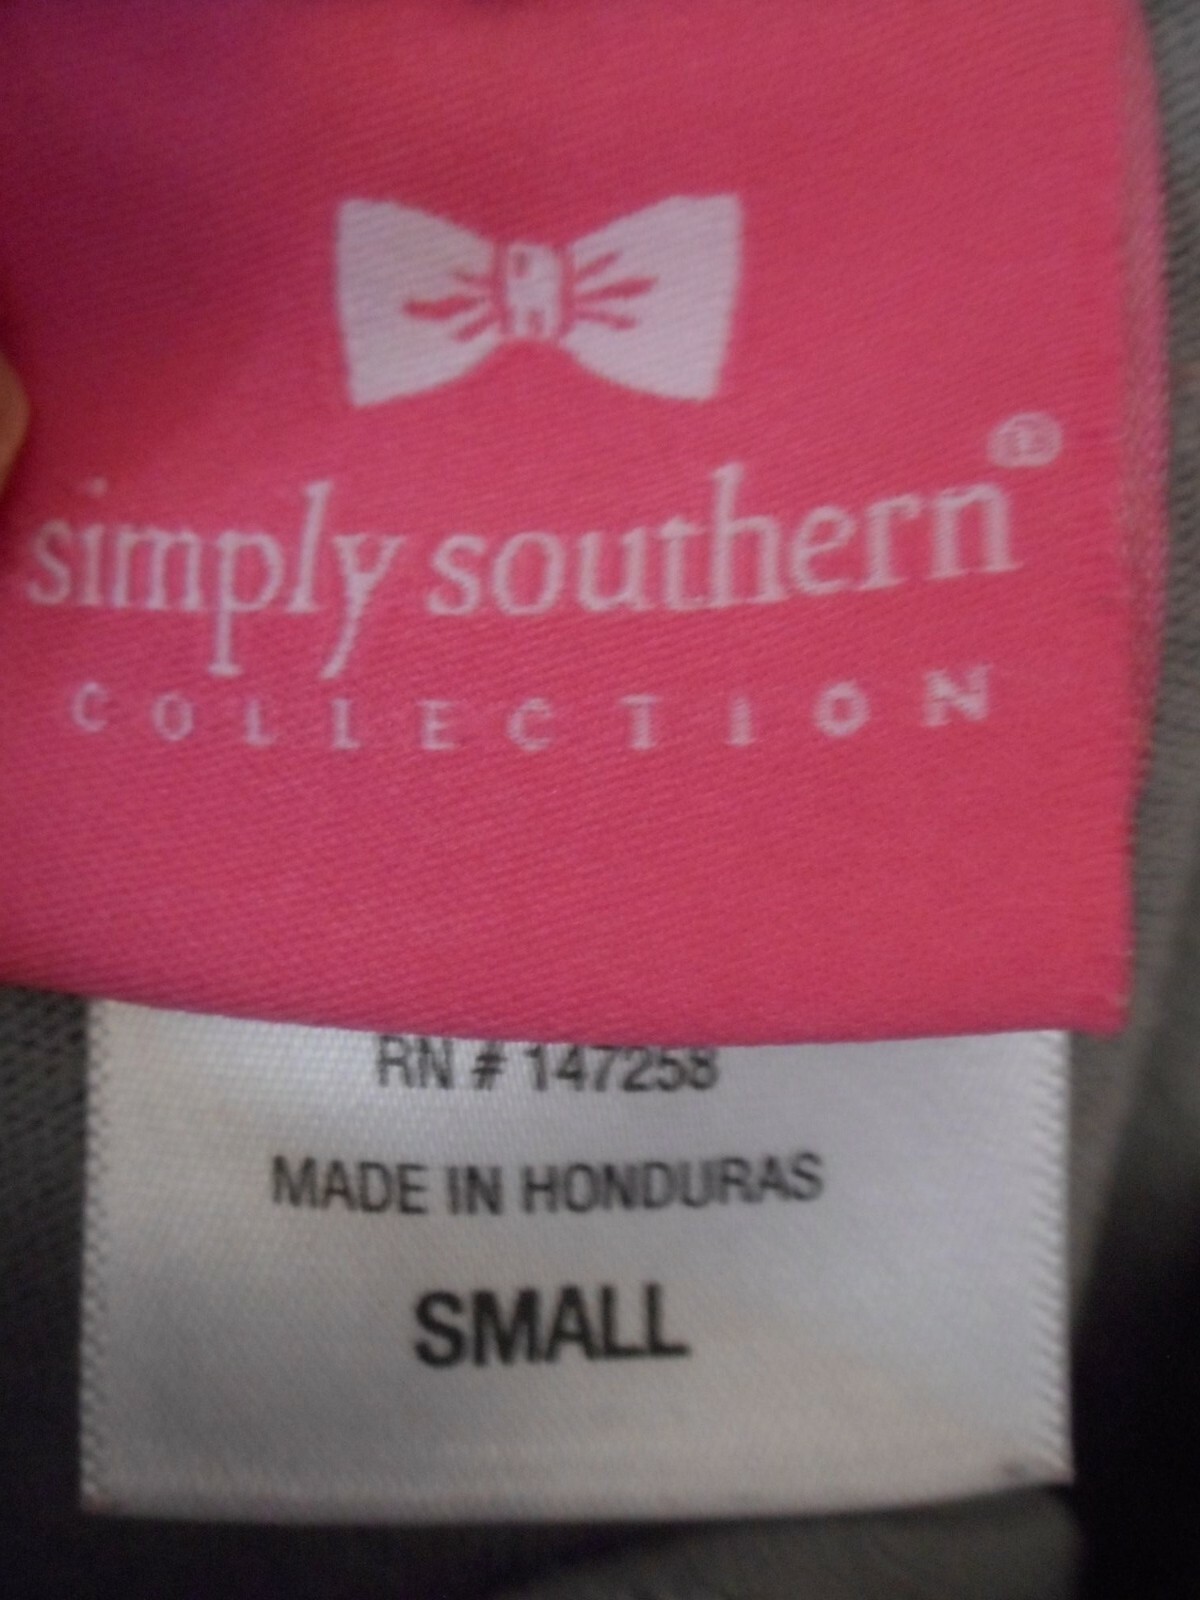 simply southern®
COLLECTION
RN # 147258
MADE IN HONDURAS
SMALL